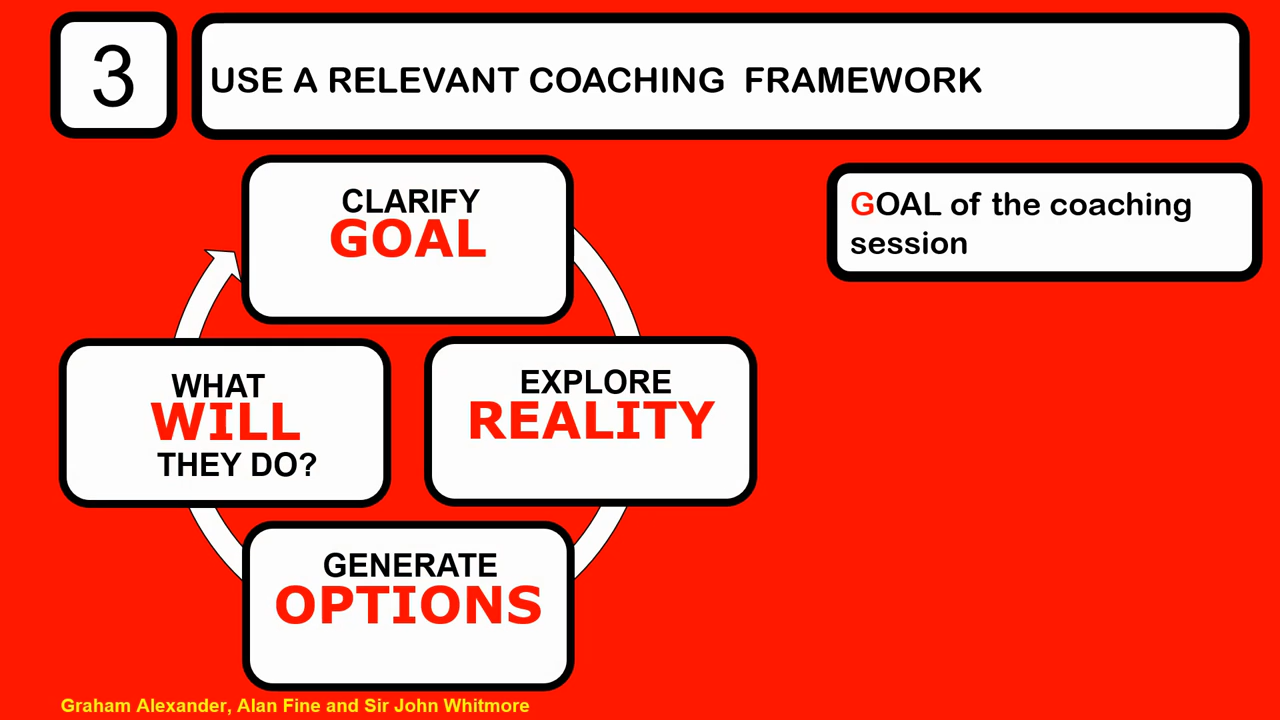 3
USE A RELEVANT COACHING FRAMEWORK
CLARIFY
GOAL
GOAL of the coaching
session
WHAT
WILL
THEY DO?
EXPLORE
REALITY
GENERATE
OPTIONS
Graham Alexander, Alan Fine and Sir John Whitmore